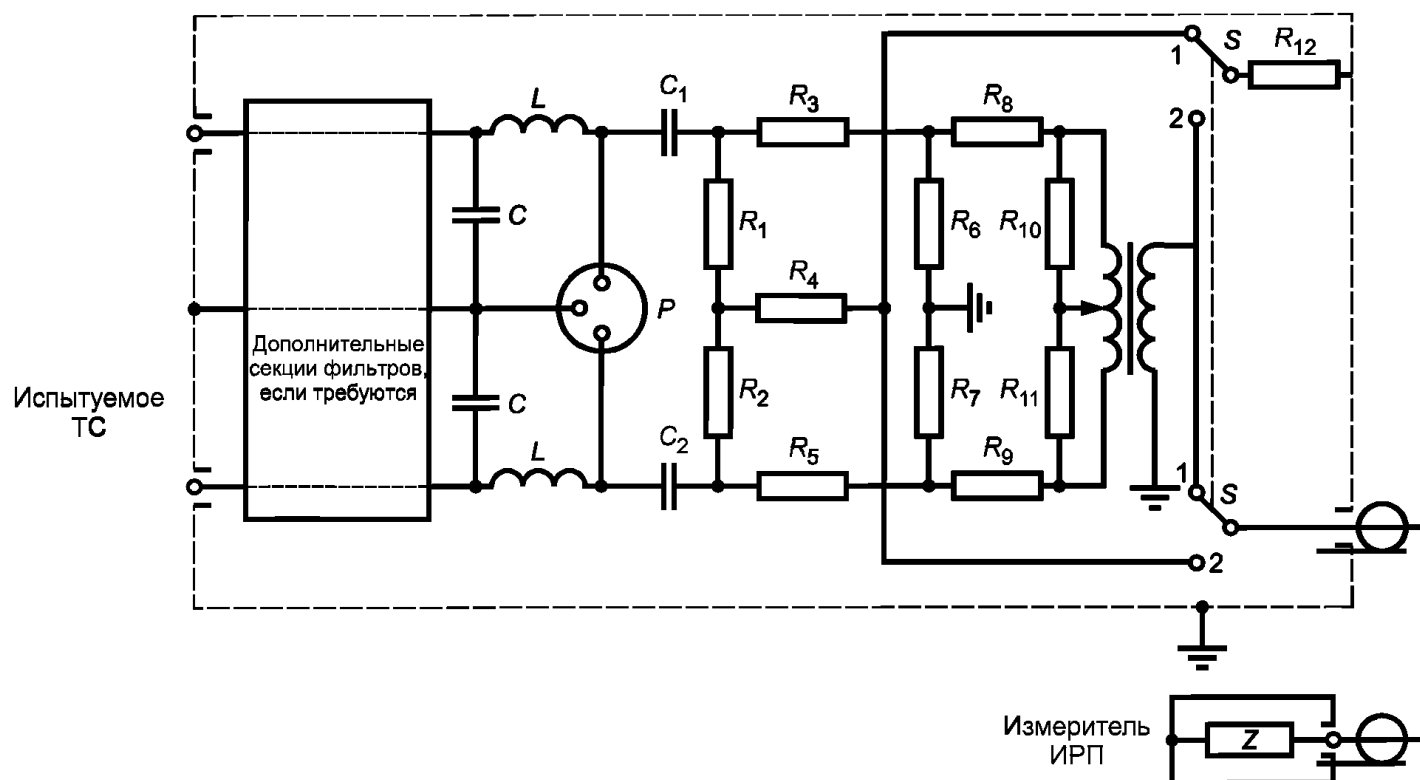 1
S
R12
L
C1
R3
R8
2
C
R1
R6
R10
R4
P
Дополнительные
секции фильтров,
если требуются
Испытуемое
ТС
C
R2
R7
R11
L
C2
R5
R9
1
S
2
Измеритель
ИРП
Z